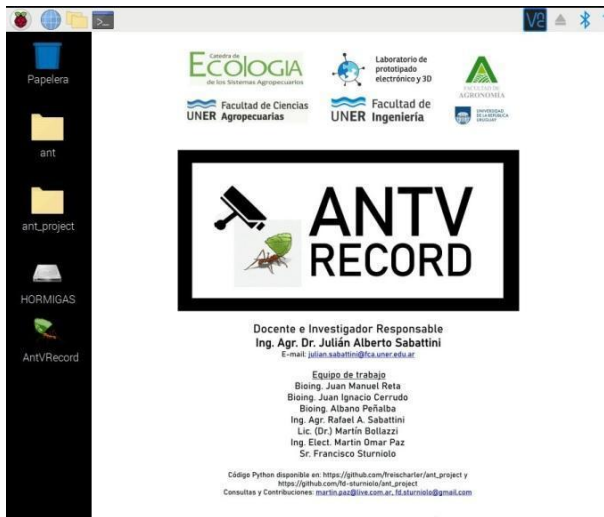 V2
Papelera
ant
ant_project
HORMIGAS
AntVRecord
Catedra de
ECOLOGIA
de los Sistemas Agropecuarios
Laboratorio de
prototipado
electrónico y 3D
FACULTAD DE
AGRONOMÍA
Facultad de Ciencias
UNER Agropecuarias
Facultad de
UNER Ingeniería
UNIVERSIDAD
DE LA REPÚBLICA
URUGUAY
ANTV
RECORD
Docente e Investigador Responsable
Ing. Agr. Dr. Julián Alberto Sabattini
E-mail: julian.sabattini@fca.uner.edu.ar
Equipo de trabajo
Bioing. Juan Manuel Reta
Bioing. Juan Ignacio Cerrudo
Bioing. Albano Peñalba
Ing. Agr. Rafael A. Sabattini
Lic. (Dr.) Martín Bollazzi
Ing. Elect. Martin Omar Paz
Sr. Francisco Sturniolo
Código Python disponible en: https://github.com/freischarler/ant_project y
https://github.com/fd-sturniolo/ant_project
Consultas y Contribuciones: martin.paz@live.com.ar, fd.sturniolo@gmail.com